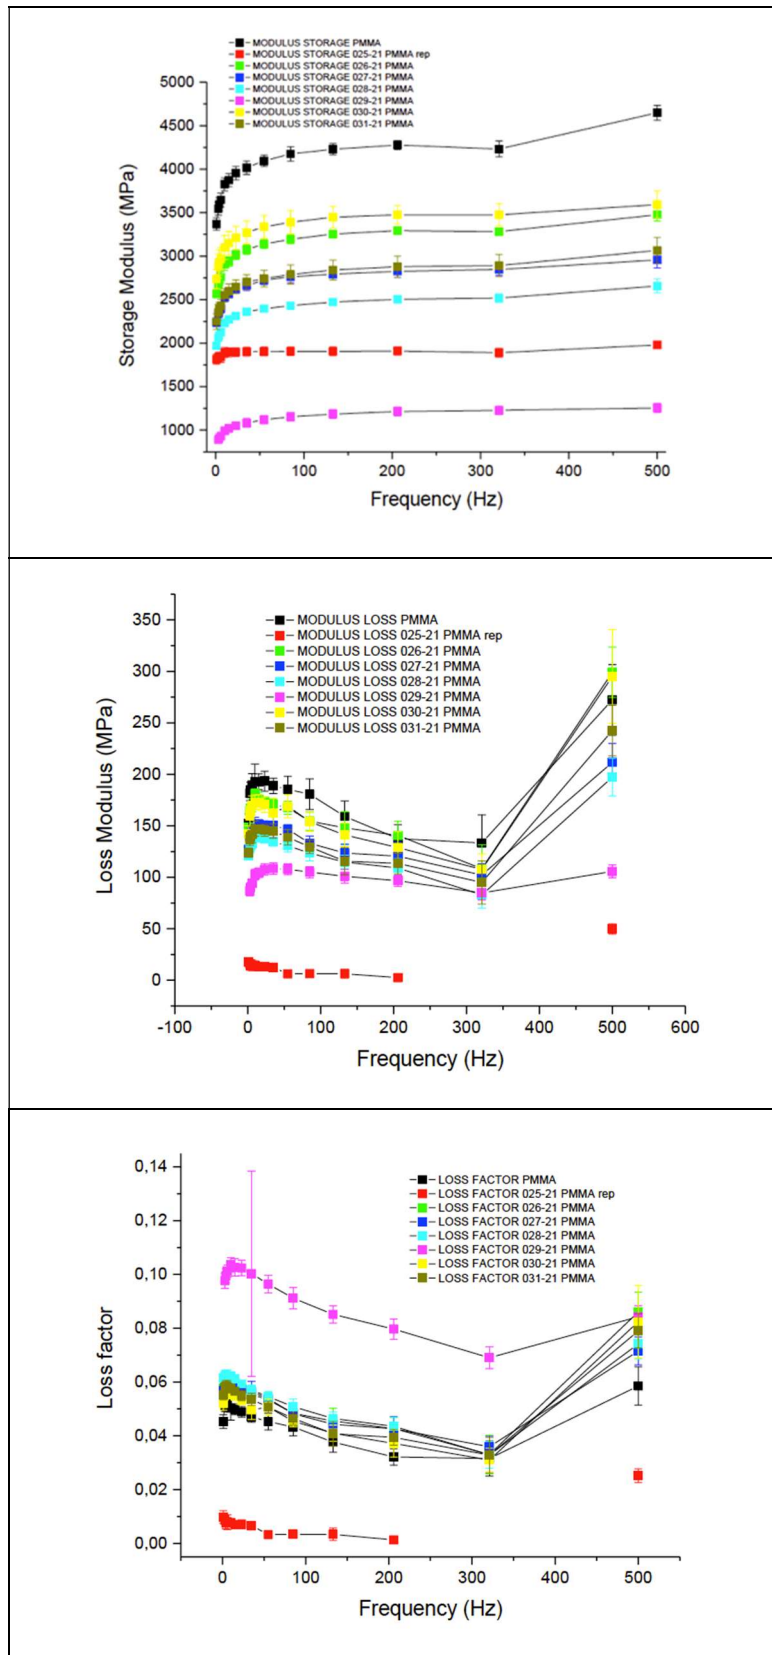 MODULUS STORAGE PMMA
MODULUS STORAGE 025-21 PMMA rep
MODULUS STORAGE 026-21 PMMA
MODULUS STORAGE 027-21 PMMA
MODULUS STORAGE 028-21 PMMA
MODULUS STORAGE 029-21 PMMA
MODULUS STORAGE 030-21 PMMA
MODULUS STORAGE 031-21 PMMA
5000
4500
4000
3500
3000
2500
2000
1500
1000
Storage Modulus (MPa)
0 100 200 300 400 500
Frequency (Hz)
MODULUS LOSS PMMA
MODULUS LOSS 025-21 PMMA rep
MODULUS LOSS 026-21 PMMA
MODULUS LOSS 027-21 PMMA
MODULUS LOSS 028-21 PMMA
MODULUS LOSS 029-21 PMMA
MODULUS LOSS 030-21 PMMA
MODULUS LOSS 031-21 PMMA
350
300
250
200
150
100
50
0
Loss Modulus (MPa)
-100 0 100 200 300 400 500 600
Frequency (Hz)
LOSS FACTOR PMMA
LOSS FACTOR 025-21 PMMA rep
LOSS FACTOR 026-21 PMMA
LOSS FACTOR 027-21 PMMA
LOSS FACTOR 028-21 PMMA
LOSS FACTOR 029-21 PMMA
LOSS FACTOR 030-21 PMMA
LOSS FACTOR 031-21 PMMA
0,14
0,12
0,10
0,08
0,06
0,04
0,02
0,00
Loss factor
0 100 200 300 400 500
Frequency (Hz)